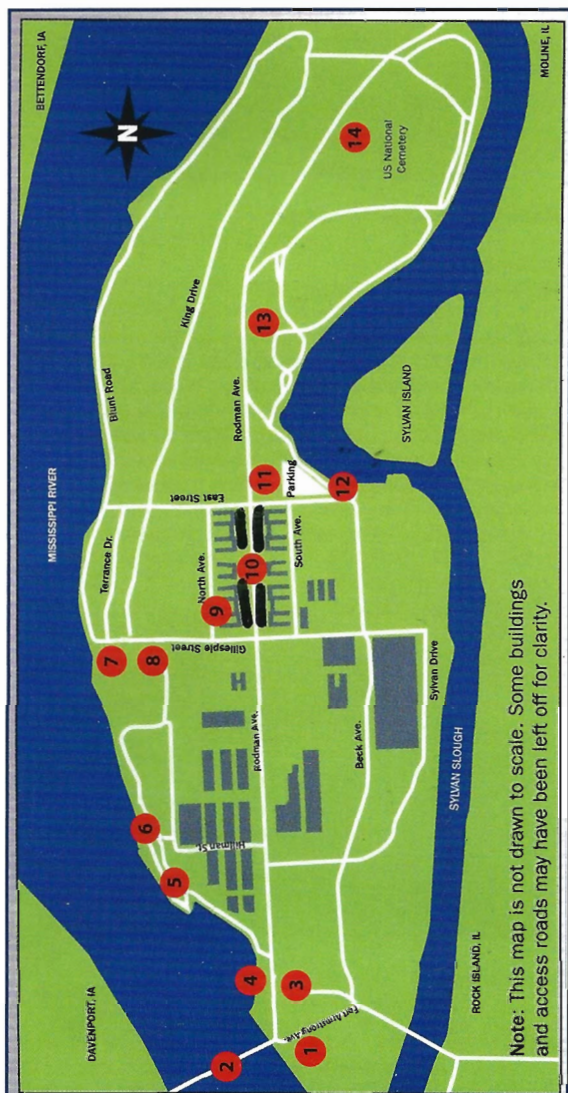 BETTENDORF, IA
N
MISSISSIPPI RIVER
DAVENPORT, IA
Blunt Road
King Drive
Terrance Dr.
East Street
Rodman Ave.
North Ave.
Gillespie Street
Rodman Ave.
Hillman St.
South Ave.
Parking
Beck Ave.
Sylvan Drive
Fort Armstrong Ave.
US National
Cemetery
SYLVAN ISLAND
SYLVAN SLOUGH
MOLINE, IL
ROCK ISLAND, IL
1
2
3
4
5
6
7
8
9
10
11
12
13
14
Note: This map is not drawn to scale. Some buildings
and access roads may have been left off for clarity.